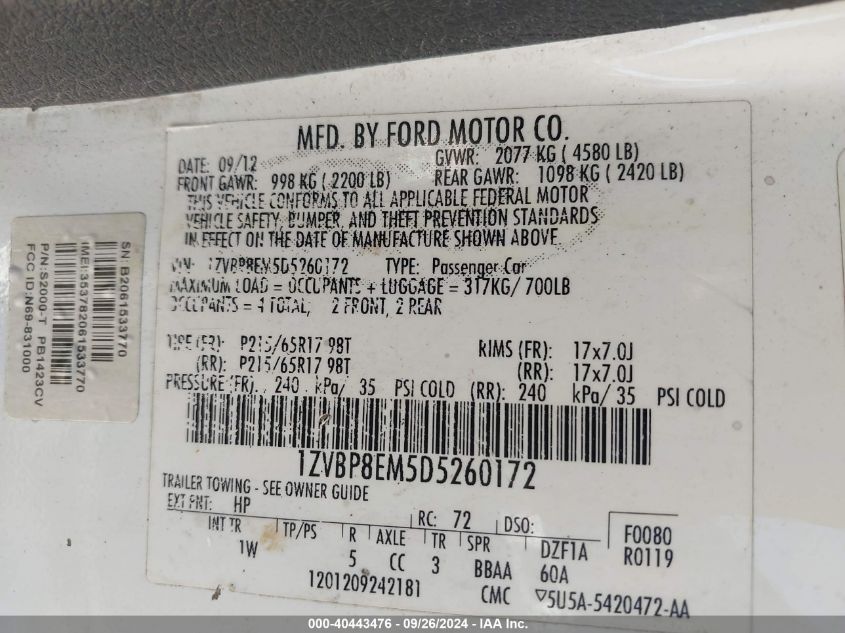 MFD. BY FORD MOTOR CO.
DATE: 09/12 GVWR: 2077 KG ( 4580 LB)
FRONT GAWR: 998 KG ( 2200 LB) REAR GAWR: 1098 KG ( 2420 LB)
THIS VEHICLE CONFORMS TO ALL APPLICABLE FEDERAL MOTOR
VEHICLE SAFETY, BUMPER, AND THEFT PREVENTION STANDARDS
IN EFFECT ON THE DATE OF MANUFACTURE SHOWN ABOVE.
VIN: 1ZVBP8EM5D5260172 TYPE: Passenger Car
MAXIMUM LOAD = OCCUPANTS + LUGGAGE = 317KG/ 700LB
OCCUPANTS = 4 TOTAL, 2 FRONT, 2 REAR
TIRE (FR): P215/65R17 98T RIMS (FR): 17x7.0J
(RR): P215/65R17 98T (RR): 17x7.0J
PRESSURE (FR). 240 kPa/ 35 PSI COLD (RR): 240 kPa/ 35 PSI COLD
1ZVBP8EM5D5260172
TRAILER TOWING - SEE OWNER GUIDE
EXT PNT: HP RC: 72 DSO: F0080
INT TR TP/PS R AXLE TR SPR DZF1A R0119
1W 5 CC 3 BBAA 60A
1201209242181 CMC ▽5U5A-5420472-AA
SN: B2061533770
IMEI:353782061533770
P/N:S2000-T PB1423CV
FCC ID:N69-831000
000-40443476 - 09/26/2024 - IAA Inc.